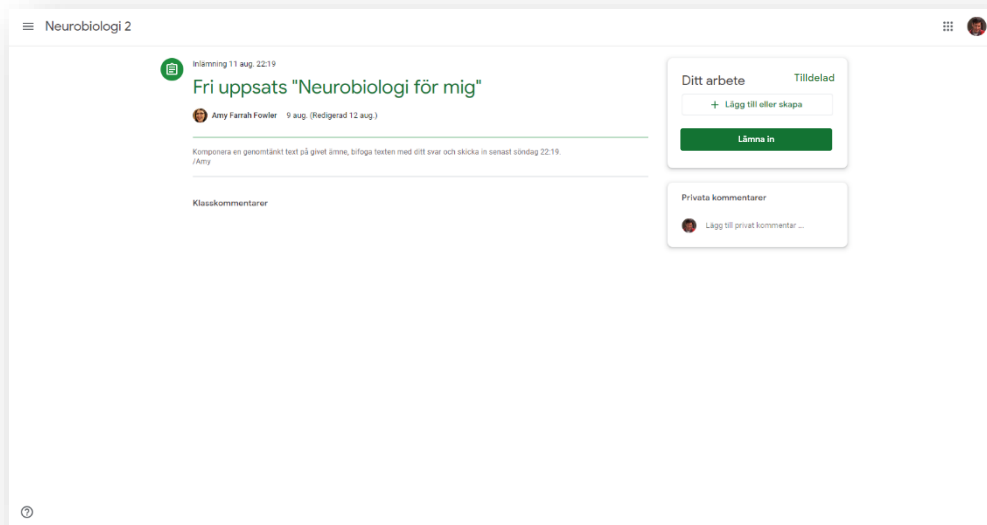 Neurobiologi 2
Inlämning 11 aug. 22:19
Fri uppsats "Neurobiologi för mig"
Amy Farrah Fowler 9 aug. (Redigerad 12 aug.)
Komponera en genomtänkt text på givet ämne, bifoga texten med ditt svar och skicka in senast söndag 22:19.
/Amy
Klasskommentarer
Ditt arbete Tilldelad
+ Lägg till eller skapa
Lämna in
Privata kommentarer
Lägg till privat kommentar ...